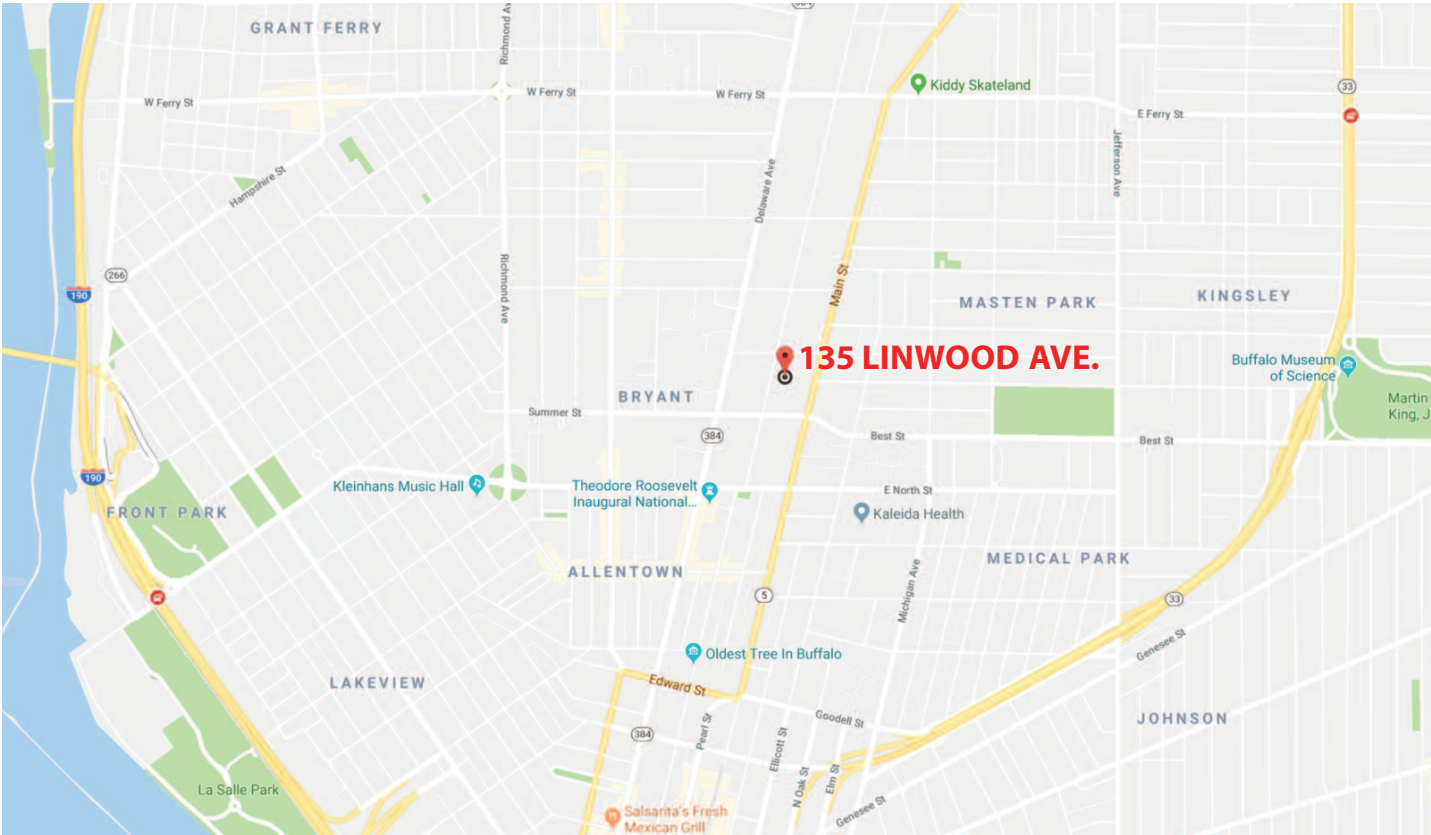 384
GRANT FERRY
Richmond Av
Kiddy Skateland
33
W Ferry St
W Ferry St
W Ferry St
E Ferry St
Jefferson Ave
Hampshire St
Delaware Ave
266
190
Richmond Ave
Main St
MASTEN PARK
KINGSLEY
135 LINWOOD AVE.
Buffalo Museum
of Science
BRYANT
Martin
King, J
Summer St
384
Best St
Best St
190
Kleinhans Music Hall
Theodore Roosevelt
Inaugural National...
E North St
FRONT PARK
Kaleida Health
ALLENTOWN
MEDICAL PARK
5
Michigan Ave
33
Genesee St
Oldest Tree In Buffalo
LAKEVIEW
Edward St
Goodell St
JOHNSON
384
Pearl St
Ellicott St
N Oak St
Elm St
La Salle Park
Genesee St
Salsarita's Fresh
Mexican Grill